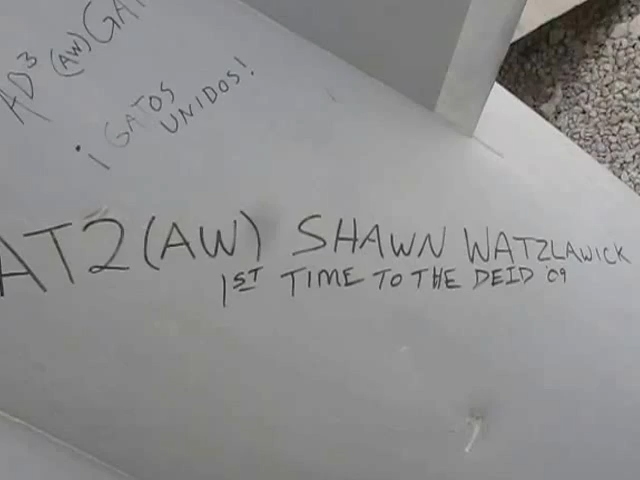 AD3 (AW) GA
¡GATOS
UNIDOS!
AT2 (AW) SHAWN WATZLAWICK
1ST TIME TO THE DEID '09